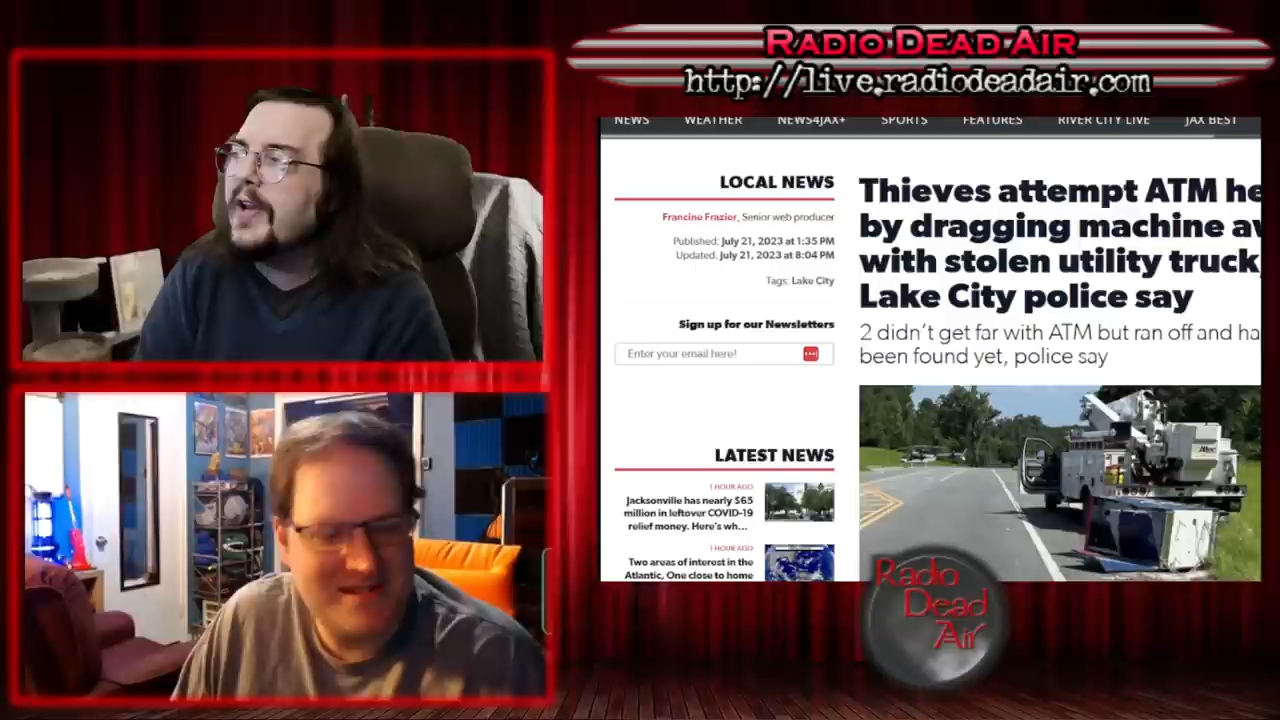 RADIO DEAD AIR
http://live.radiodeadair.com
NEWS WEATHER NEWS4JAX+ SPORTS FEATURES RIVER CITY LIVE JAX BEST
LOCAL NEWS
Francine Frazier, Senior web producer
Published: July 21, 2023 at 1:35 PM
Updated: July 21, 2023 at 8:04 PM
Tags: Lake City
Sign up for our Newsletters
Enter your email here!
Thieves attempt ATM he
by dragging machine av
with stolen utility truck,
Lake City police say
2 didn't get far with ATM but ran off and ha
been found yet, police say
LATEST NEWS
1 HOUR AGO
Jacksonville has nearly $65
million in leftover COVID-19
relief money. Here's wh...
1 HOUR AGO
Two areas of interest in the
Atlantic, One close to home
Altec
Radio
Dead
Air